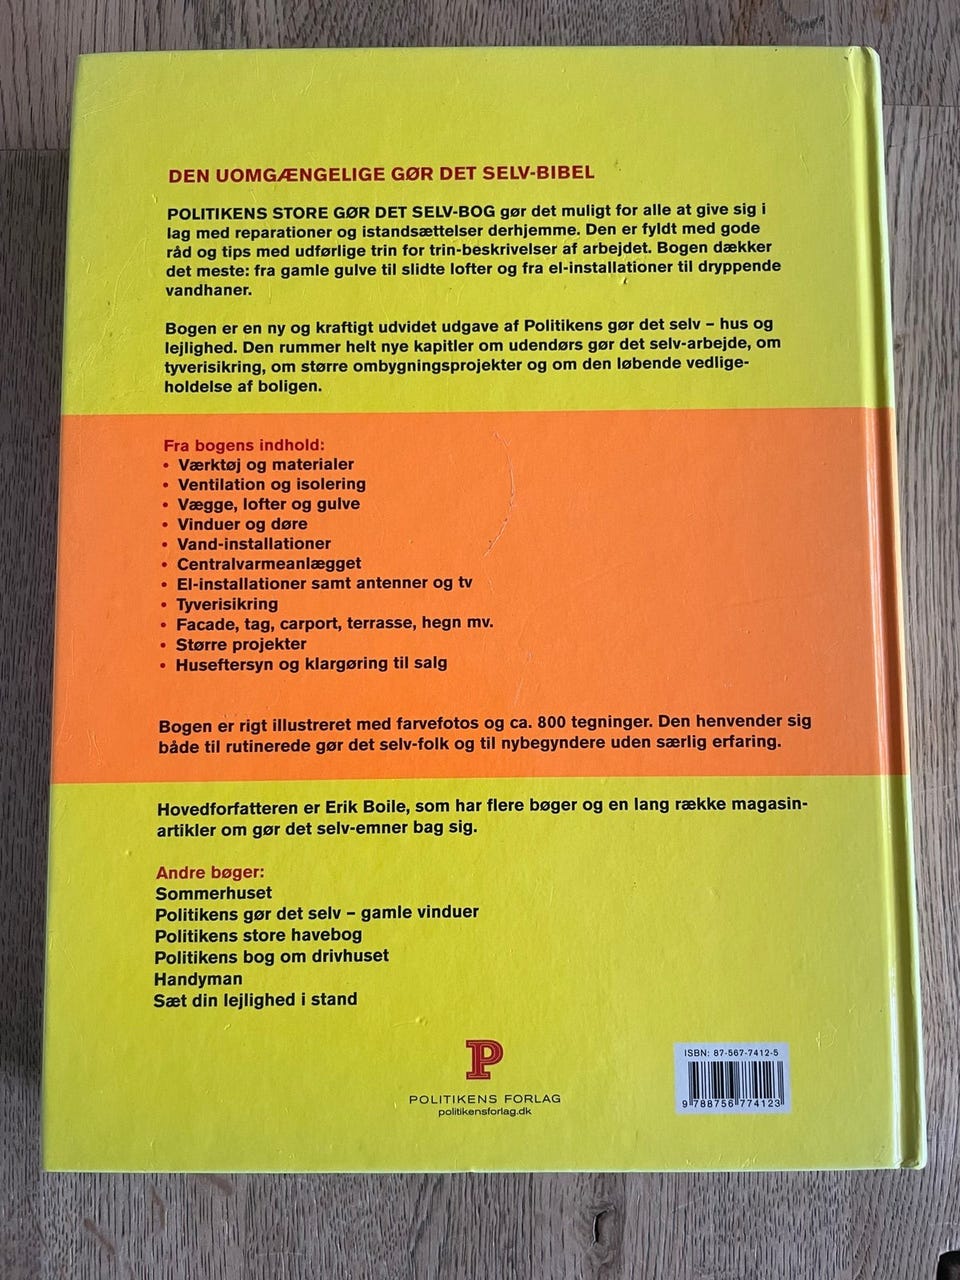 DEN UOMGÆNGELIGE GØR DET SELV-BIBEL
POLITIKENS STORE GØR DET SELV-BOG gør det muligt for alle at give sig i
lag med reparationer og istandsættelser derhjemme. Den er fyldt med gode
råd og tips med udførlige trin for trin-beskrivelser af arbejdet. Bogen dækker
det meste: fra gamle gulve til slidte lofter og fra el-installationer til dryppende
vandhaner.
Bogen er en ny og kraftigt udvidet udgave af Politikens gør det selv – hus og
lejlighed. Den rummer helt nye kapitler om udendørs gør det selv-arbejde, om
tyverisikring, om større ombygningsprojekter og om den løbende vedlige-
holdelse af boligen.
Fra bogens indhold:
• Værktøj og materialer
• Ventilation og isolering
• Vægge, lofter og gulve
• Vinduer og døre
• Vand-installationer
• Centralvarmeanlægget
• El-installationer samt antenner og tv
• Tyverisikring
• Facade, tag, carport, terrasse, hegn mv.
• Større projekter
• Huseftersyn og klargøring til salg
Bogen er rigt illustreret med farvefotos og ca. 800 tegninger. Den henvender sig
både til rutinerede gør det selv-folk og til nybegyndere uden særlig erfaring.
Hovedforfatteren er Erik Boile, som har flere bøger og en lang række magasin-
artikler om gør det selv-emner bag sig.
Andre bøger:
Sommerhuset
Politikens gør det selv – gamle vinduer
Politikens store havebog
Politikens bog om drivhuset
Handyman
Sæt din lejlighed i stand
P
POLITIKENS FORLAG
politikensforlag.dk
ISBN: 87-567-7412-5
9 788756 774123